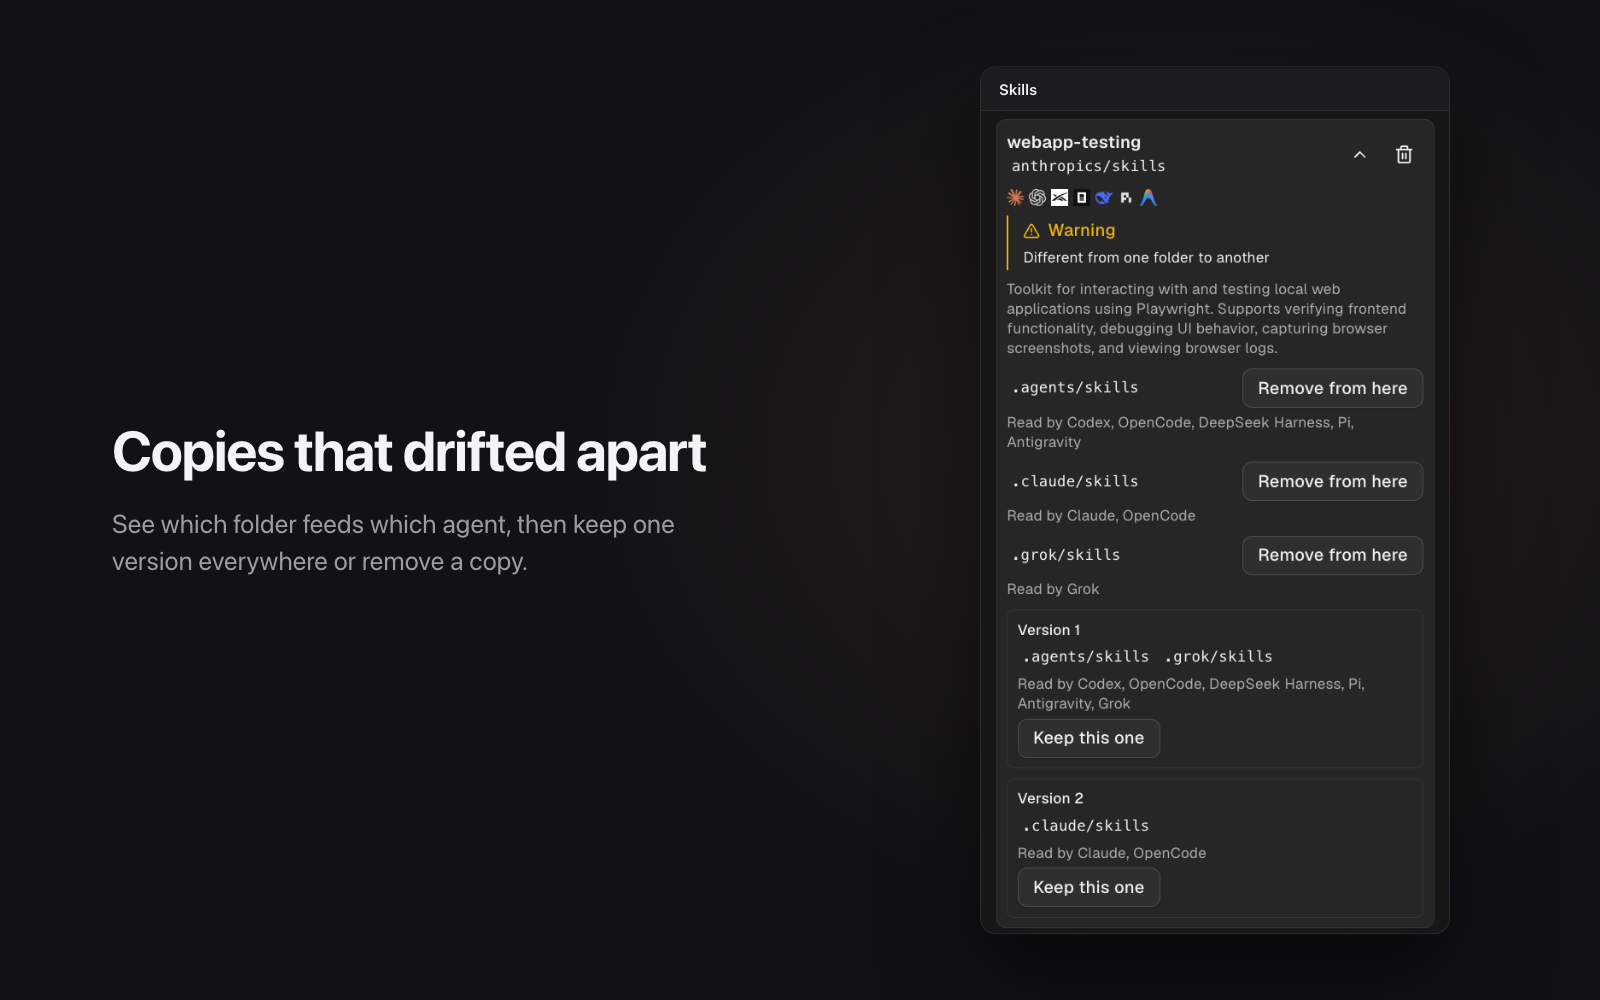 Copies that drifted apart
See which folder feeds which agent, then keep one
version everywhere or remove a copy.
Skills
webapp-testing
anthropics/skills
Warning
Different from one folder to another
Toolkit for interacting with and testing local web
applications using Playwright. Supports verifying frontend
functionality, debugging UI behavior, capturing browser
screenshots, and viewing browser logs.
.agents/skills
Remove from here
Read by Codex, OpenCode, DeepSeek Harness, Pi,
Antigravity
.claude/skills
Remove from here
Read by Claude, OpenCode
.grok/skills
Remove from here
Read by Grok
Version 1
.agents/skills .grok/skills
Read by Codex, OpenCode, DeepSeek Harness, Pi,
Antigravity, Grok
Keep this one
Version 2
.claude/skills
Read by Claude, OpenCode
Keep this one